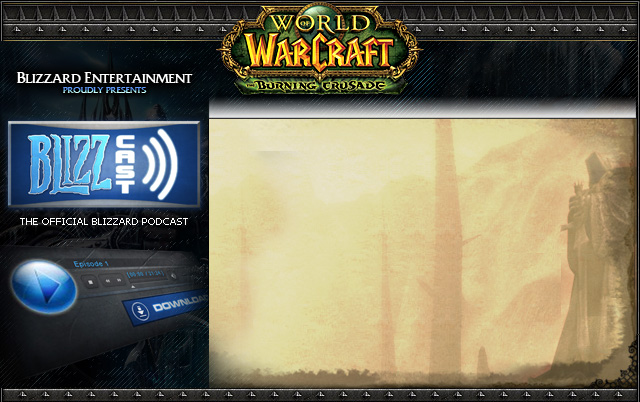 WORLD
OF
WARCRAFT
THE BURNING CRUSADE
BLIZZARD ENTERTAINMENT
PROUDLY PRESENTS
BLIZZ
CAST
THE OFFICIAL BLIZZARD PODCAST
Episode 1
DOWNLOAD